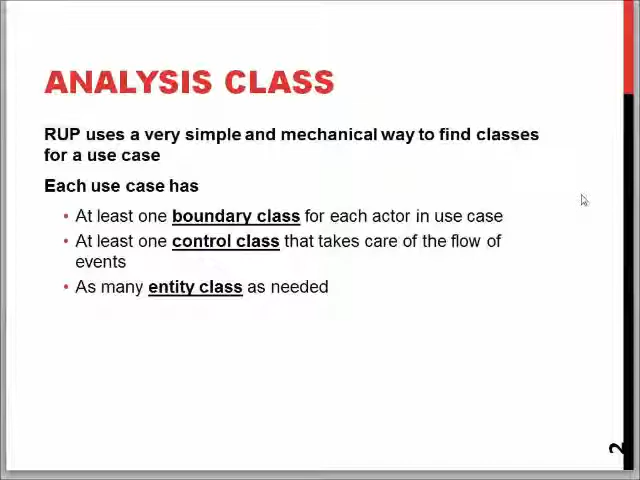 ANALYSIS CLASS
RUP uses a very simple and mechanical way to find classes
for a use case
Each use case has
• At least one boundary class for each actor in use case
• At least one control class that takes care of the flow of
events
• As many entity class as needed
2